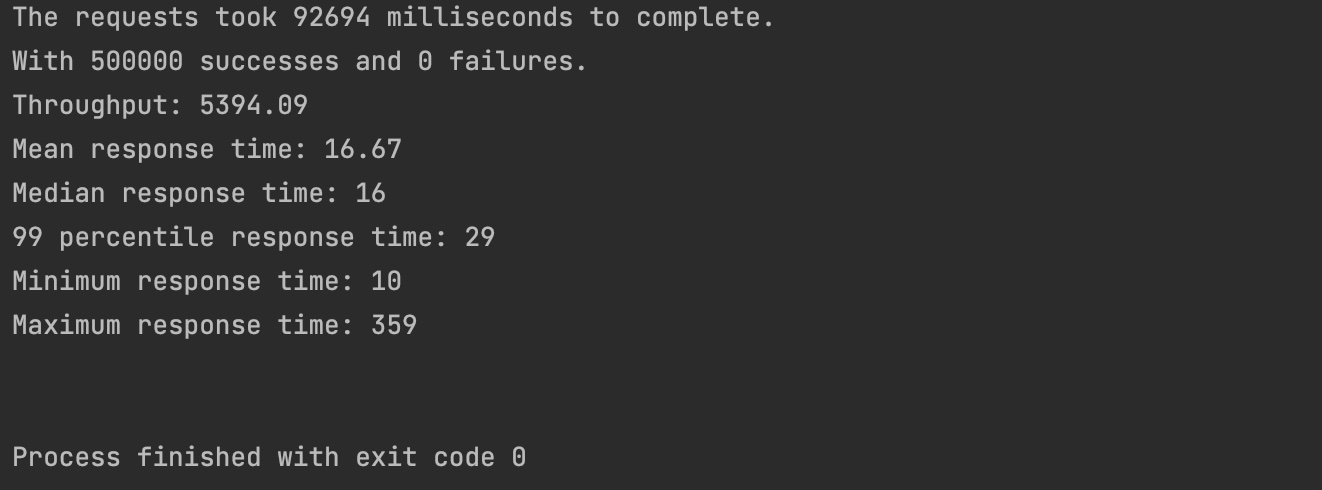 The requests took 92694 milliseconds to complete.
With 500000 successes and 0 failures.
Throughput: 5394.09
Mean response time: 16.67
Median response time: 16
99 percentile response time: 29
Minimum response time: 10
Maximum response time: 359
Process finished with exit code 0